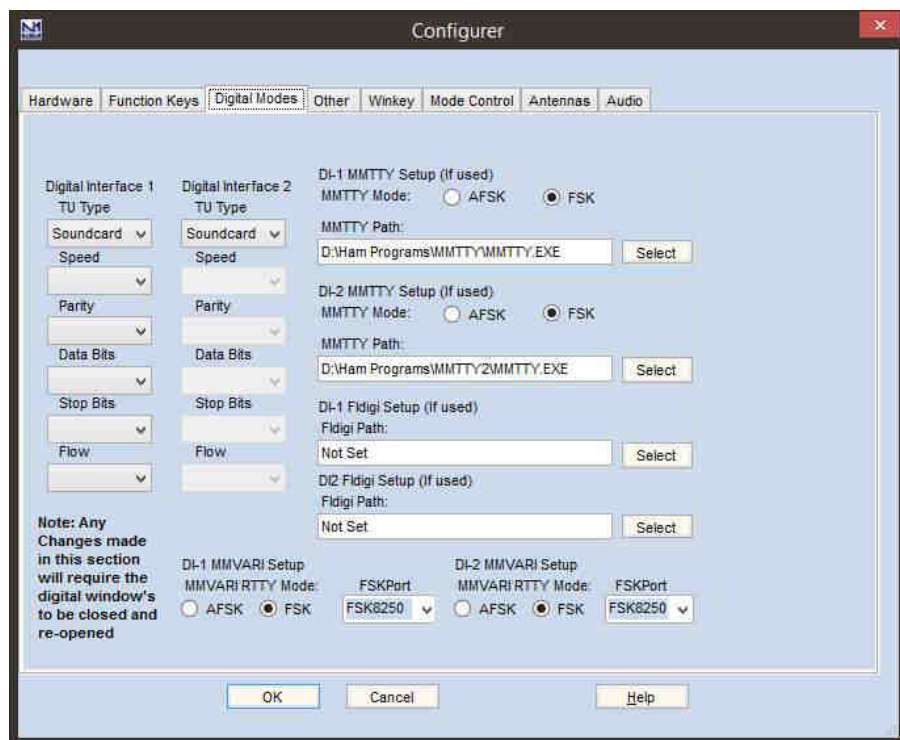 N1
Configurer
Hardware Function Keys Digital Modes Other Winkey Mode Control Antennas Audio
Digital Interface 1
TU Type
Soundcard
Speed
Parity
Data Bits
Stop Bits
Flow
Digital Interface 2
TU Type
Soundcard
Speed
Parity
Data Bits
Stop Bits
Flow
DI-1 MMTTY Setup (If used)
MMTTY Mode: AFSK FSK
MMTTY Path:
D:\Ham Programs\MMTTY\MMTTY.EXE Select
DI-2 MMTTY Setup (If used)
MMTTY Mode: AFSK FSK
MMTTY Path:
D:\Ham Programs\MMTTY2\MMTTY.EXE Select
DI-1 Fldigi Setup (If used)
Fldigi Path:
Not Set Select
DI2 Fldigi Setup (If used)
Fldigi Path:
Not Set Select
Note: Any
Changes made
in this section
will require the
digital window's
to be closed and
re-opened
DI-1 MMVARI Setup
MMVARI RTTY Mode: FSKPort
AFSK FSK FSK8250
DI-2 MMVARI Setup
MMVARI RTTY Mode: FSKPort
AFSK FSK FSK8250
OK Cancel Help